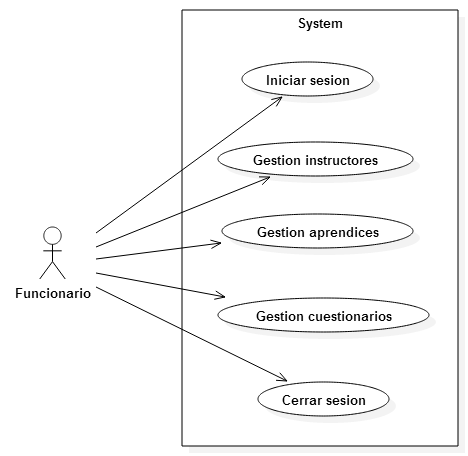 System
Iniciar sesion
Gestion instructores
Gestion aprendices
Funcionario
Gestion cuestionarios
Cerrar sesion